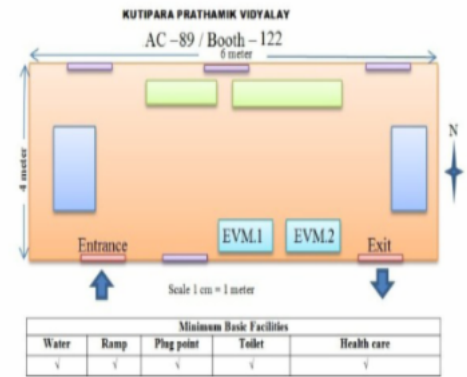 KUTIPARA PRATHAMIK VIDYALAY
AC –89 / Booth – 122
6 meter
4 meter
N
EVM.1 EVM.2
Entrance Exit
Scale 1 cm = 1 meter
Minimum Basic Facilities
Water Ramp Plug point Toilet Health care
√ √ √ √ √